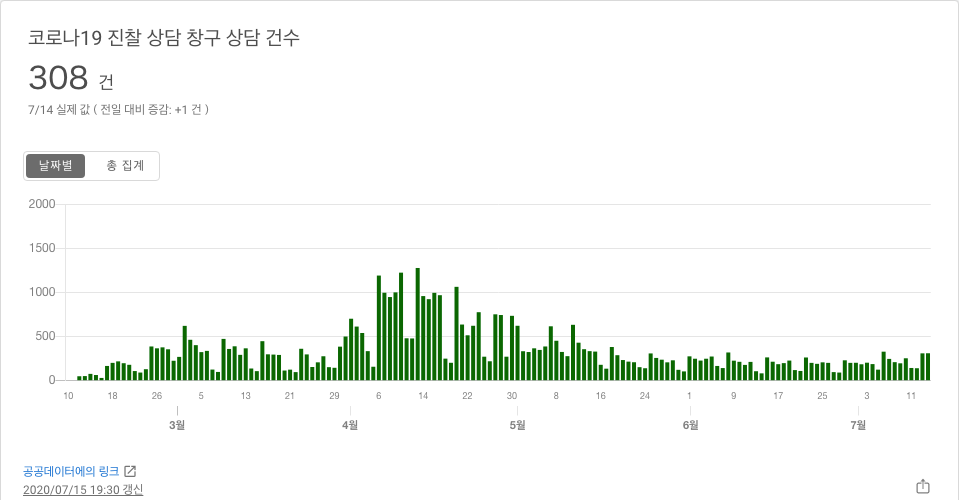 코로나19 진찰 상담 창구 상담 건수
308 건
7/14 실제 값 ( 전일 대비 증감: +1 건 )
날짜별 총 집계
2000
1500
1000
500
0
10 18 26 5 13 21 29 6 14 22 30 8 16 24 1 9 17 25 3 11
3월 4월 5월 6월 7월
공공데이터에의 링크
2020/07/15 19:30 갱신